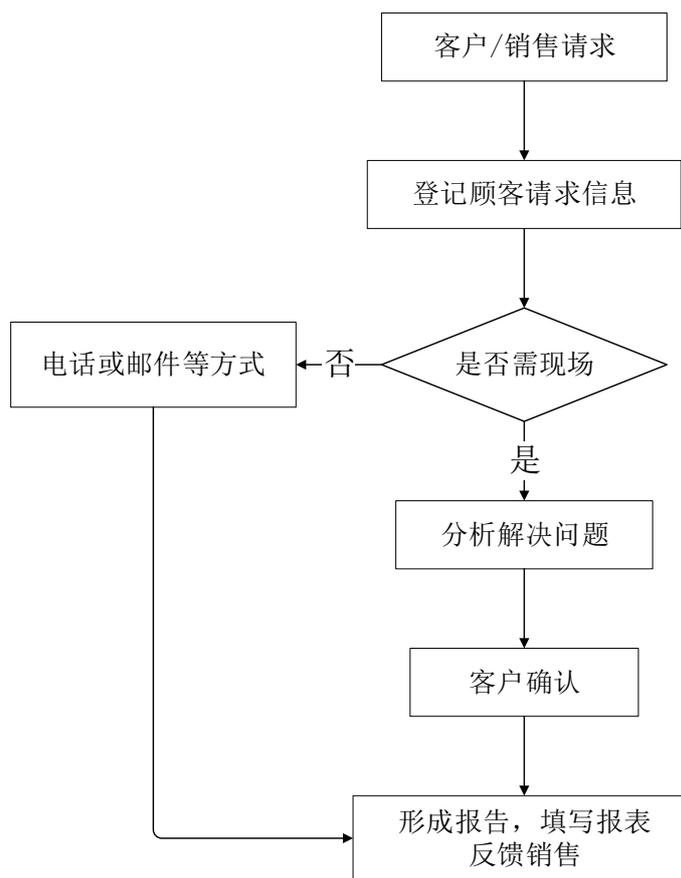 客户/销售请求
登记顾客请求信息
是否需现场
否
电话或邮件等方式
是
分析解决问题
客户确认
形成报告，填写报表
反馈销售